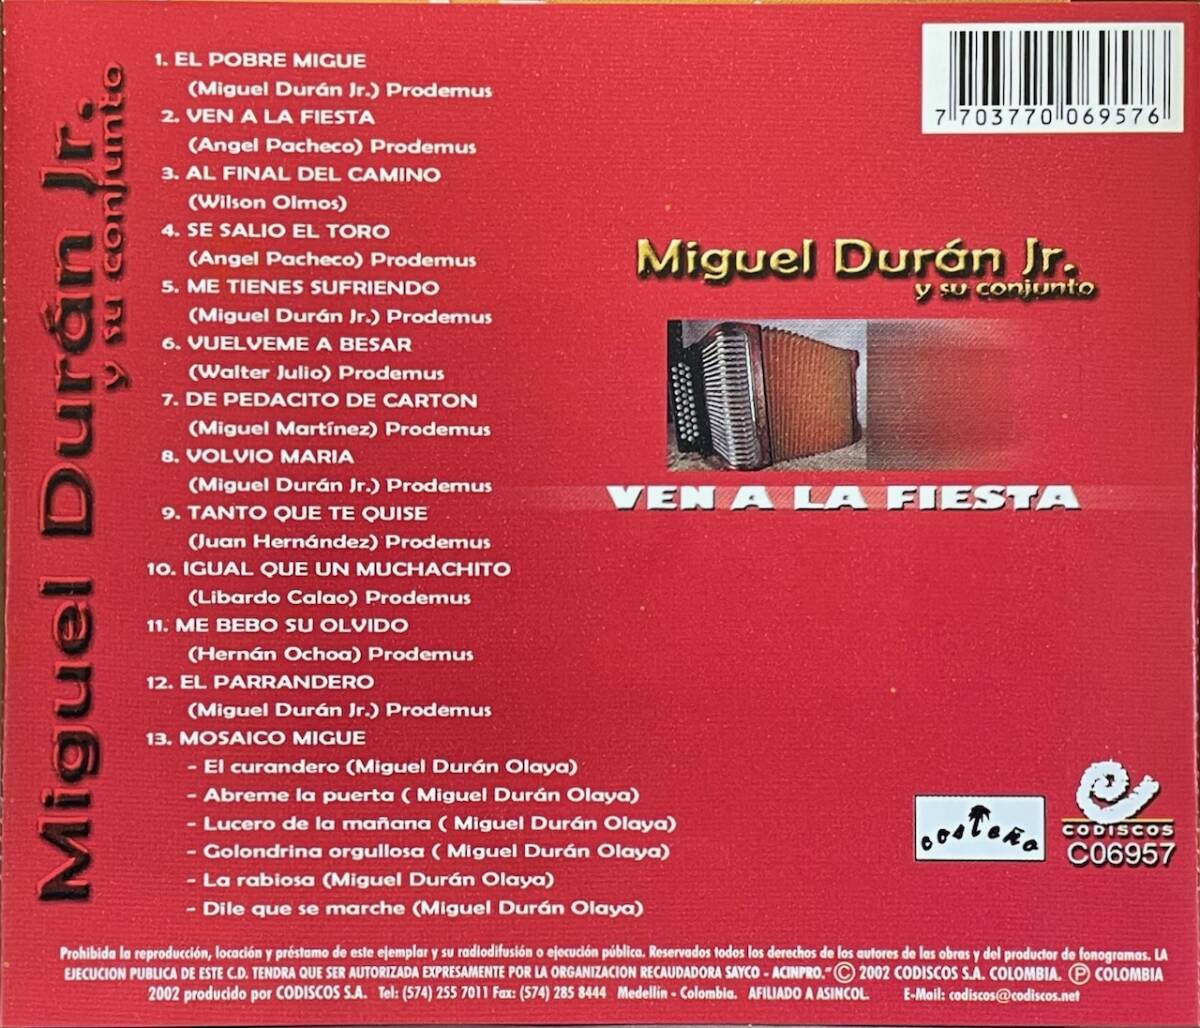 Miguel Durán Jr.
y su conjunto
1. EL POBRE MIGUE
(Miguel Durán Jr.) Prodemus
2. VEN A LA FIESTA
(Angel Pacheco) Prodemus
3. AL FINAL DEL CAMINO
(Wilson Olmos)
4. SE SALIO EL TORO
(Angel Pacheco) Prodemus
5. ME TIENES SUFRIENDO
(Miguel Durán Jr.) Prodemus
6. VUELVEME A BESAR
(Walter Julio) Prodemus
7. DE PEDACITO DE CARTON
(Miguel Martínez) Prodemus
8. VOLVIO MARIA
(Miguel Durán Jr.) Prodemus
9. TANTO QUE TE QUISE
(Juan Hernández) Prodemus
10. IGUAL QUE UN MUCHACHITO
(Libardo Calao) Prodemus
11. ME BEBO SU OLVIDO
(Hernán Ochoa) Prodemus
12. EL PARRANDERO
(Miguel Durán Jr.) Prodemus
13. MOSAICO MIGUE
- El curandero (Miguel Durán Olaya)
- Abreme la puerta ( Miguel Durán Olaya)
- Lucero de la mañana ( Miguel Durán Olaya)
- Golondrina orgullosa ( Miguel Durán Olaya)
- La rabiosa (Miguel Durán Olaya)
- Dile que se marche (Miguel Durán Olaya)
7 703770 069576
Miguel Durán Jr.
y su conjunto
VEN A LA FIESTA
costeño
CODISCOS
C06957
Prohibida la reproducción, locación y préstamo de este ejemplar y su radiodifusión o ejecución pública. Reservados todos los derechos de los autores de las obras y del productor de fonogramas. LA
EJECUCION PUBLICA DE ESTE C.D. TENDRA QUE SER AUTORIZADA EXPRESAMENTE POR LA ORGANIZACION RECAUDADORA SAYCO - ACINPRO." © 2002 CODISCOS S.A. COLOMBIA. ℗ COLOMBIA
2002 producido por CODISCOS S.A. Tel: (574) 255 7011 Fax: (574) 285 8444 Medellín - Colombia. AFILIADO A ASINCOL. E-Mail: codiscos@codiscos.net